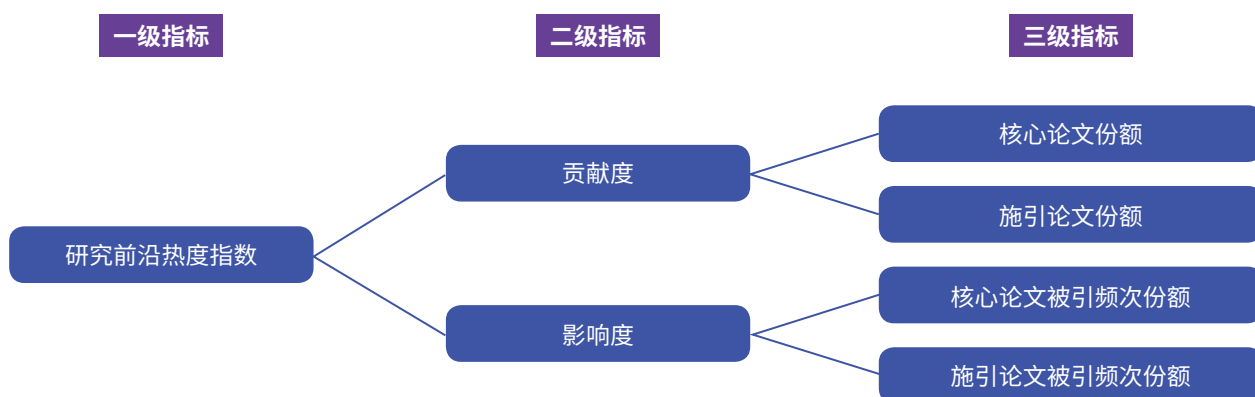 一级指标
二级指标
三级指标
研究前沿热度指数
贡献度
影响度
核心论文份额
施引论文份额
核心论文被引频次份额
施引论文被引频次份额